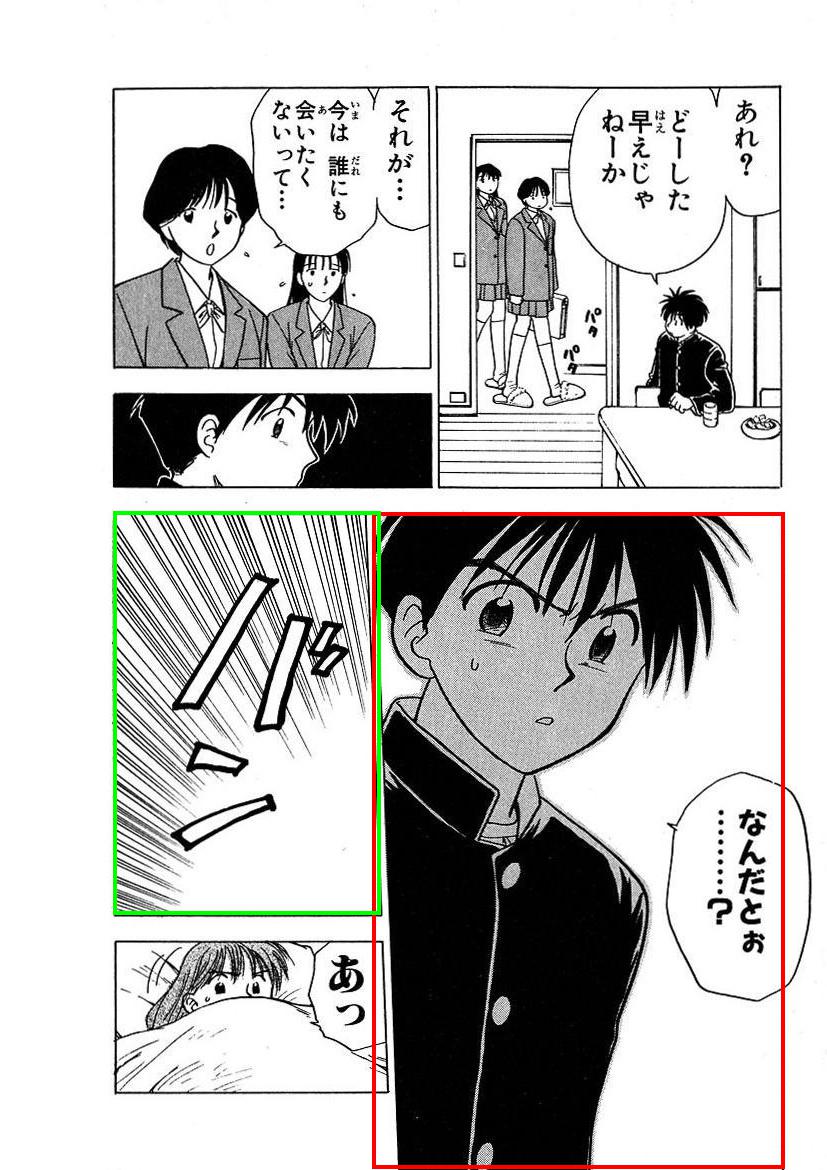 あれ？
どーした
早えじゃ
ねーか
パタ
パタ
それが…
今は誰にも
会いたく
ないって…
なんだとぉ
………？
バン
あっ